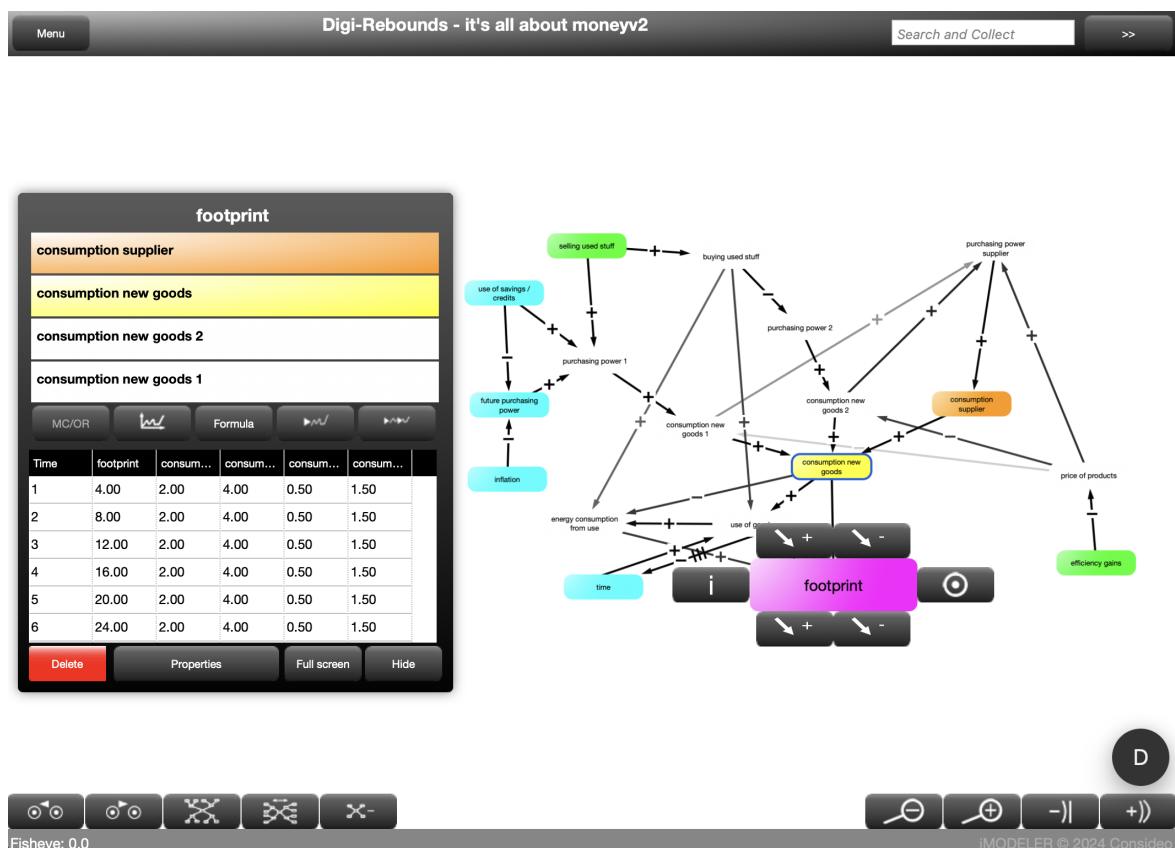 Menu
Digi-Rebounds - it's all about moneyv2
Search and Collect
>>
footprint
consumption supplier
consumption new goods
consumption new goods 2
consumption new goods 1
MC/OR
Formula
Time footprint consum... consum... consum... consum...
1 4.00 2.00 4.00 0.50 1.50
2 8.00 2.00 4.00 0.50 1.50
3 12.00 2.00 4.00 0.50 1.50
4 16.00 2.00 4.00 0.50 1.50
5 20.00 2.00 4.00 0.50 1.50
6 24.00 2.00 4.00 0.50 1.50
Delete
Properties
Full screen
Hide
selling used stuff
buying used stuff
purchasing power
supplier
use of savings /
credits
purchasing power 2
purchasing power 1
future purchasing
power
consumption new
goods 2
consumption
supplier
consumption new
goods 1
consumption new
goods
inflation
price of products
energy consumption
from use
use of
efficiency gains
time
i
footprint
D
Fisheye: 0.0
iMODELER © 2024 Consideo